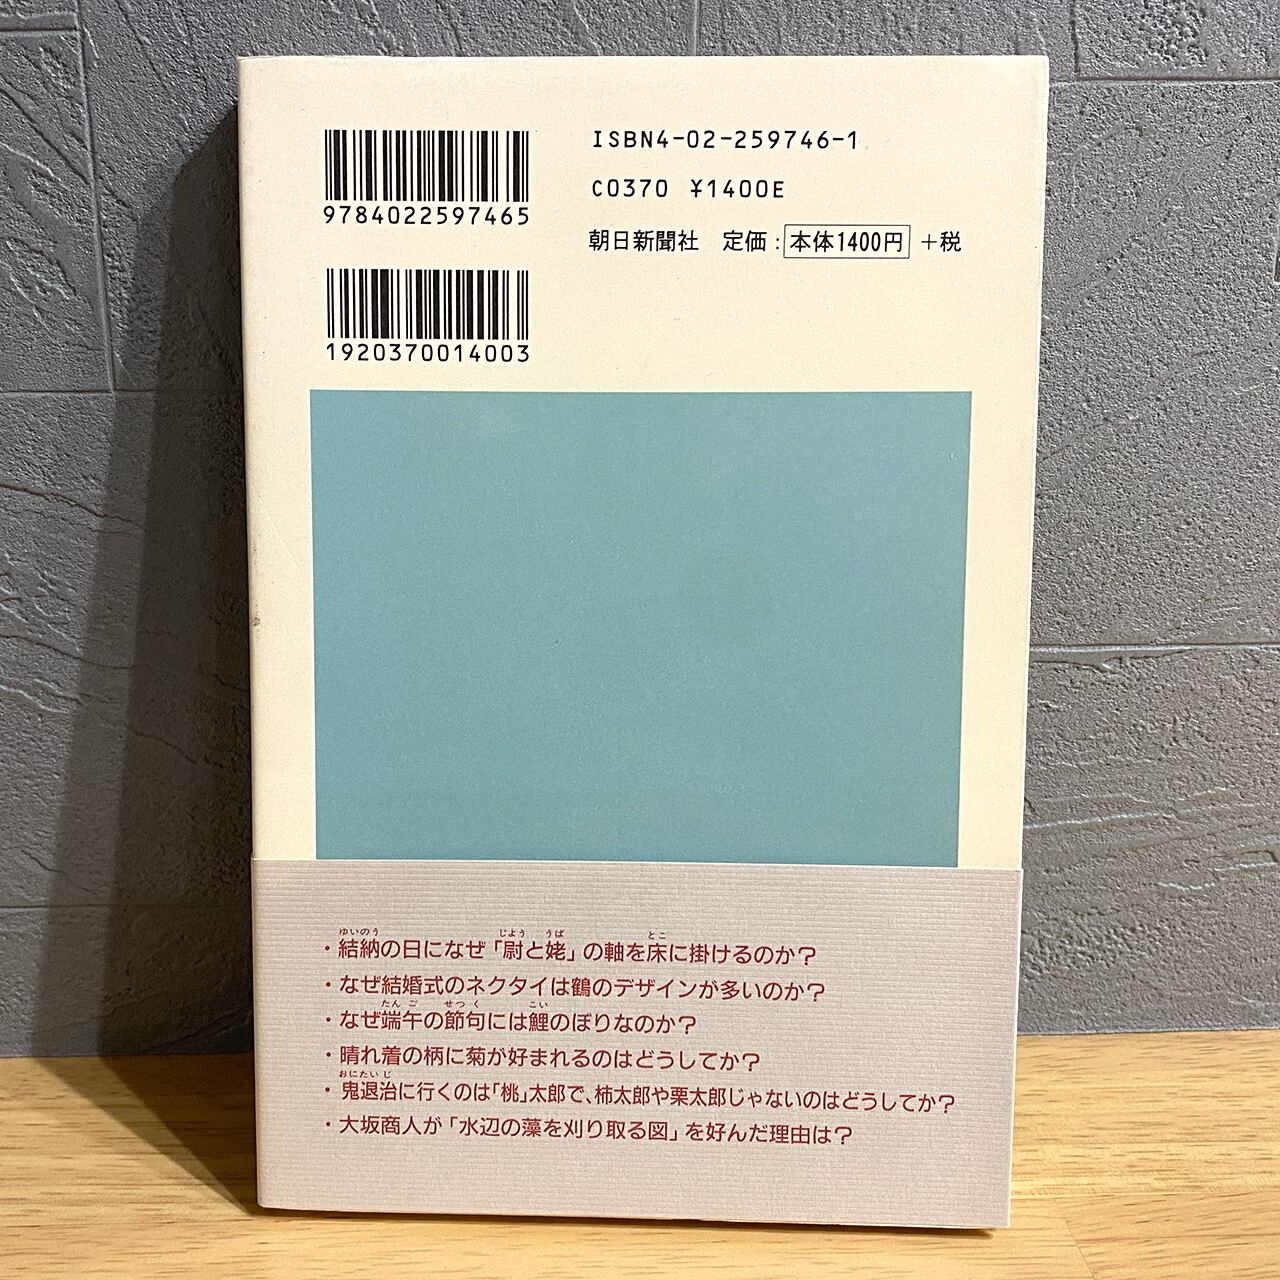 ISBN4-02-259746-1
9784022597465
C0370 ¥1400E
朝日新聞社 定価:本体1400円 +税
1920370014003
ゆいのう じよう うば とこ
・結納の日になぜ「尉と姥」の軸を床に掛けるのか?
・なぜ結婚式のネクタイは鶴のデザインが多いのか?
たんご せつく こい
・なぜ端午の節句には鯉のぼりなのか?
・晴れ着の柄に菊が好まれるのはどうしてか?
おにたいじ
・鬼退治に行くのは「桃」太郎で、柿太郎や栗太郎じゃないのはどうしてか?
・大坂商人が「水辺の藻を刈り取る図」を好んだ理由は?